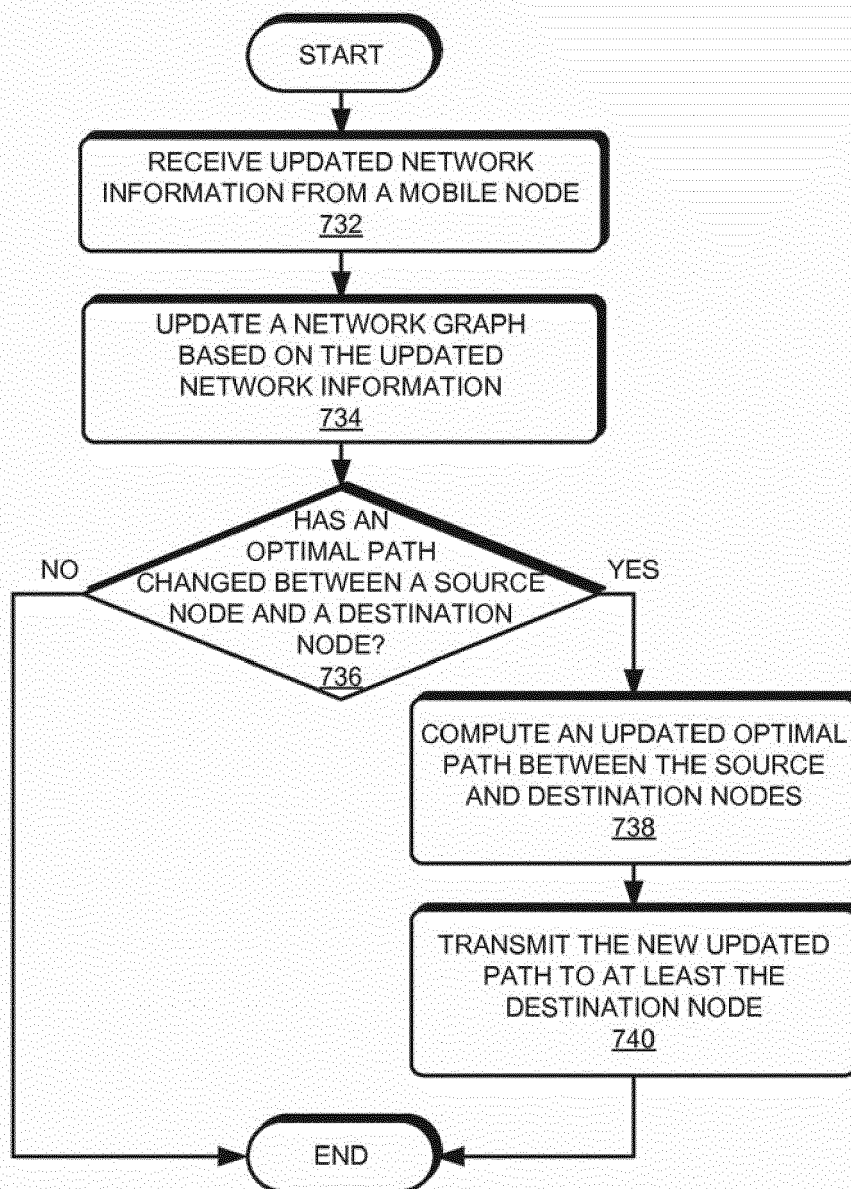 START
RECEIVE UPDATED NETWORK
INFORMATION FROM A MOBILE NODE
732
UPDATE A NETWORK GRAPH
BASED ON THE UPDATED
NETWORK INFORMATION
734
HAS AN
OPTIMAL PATH
CHANGED BETWEEN A SOURCE
NODE AND A DESTINATION
NODE?
736
NO
YES
COMPUTE AN UPDATED OPTIMAL
PATH BETWEEN THE SOURCE
AND DESTINATION NODES
738
TRANSMIT THE NEW UPDATED
PATH TO AT LEAST THE
DESTINATION NODE
740
END